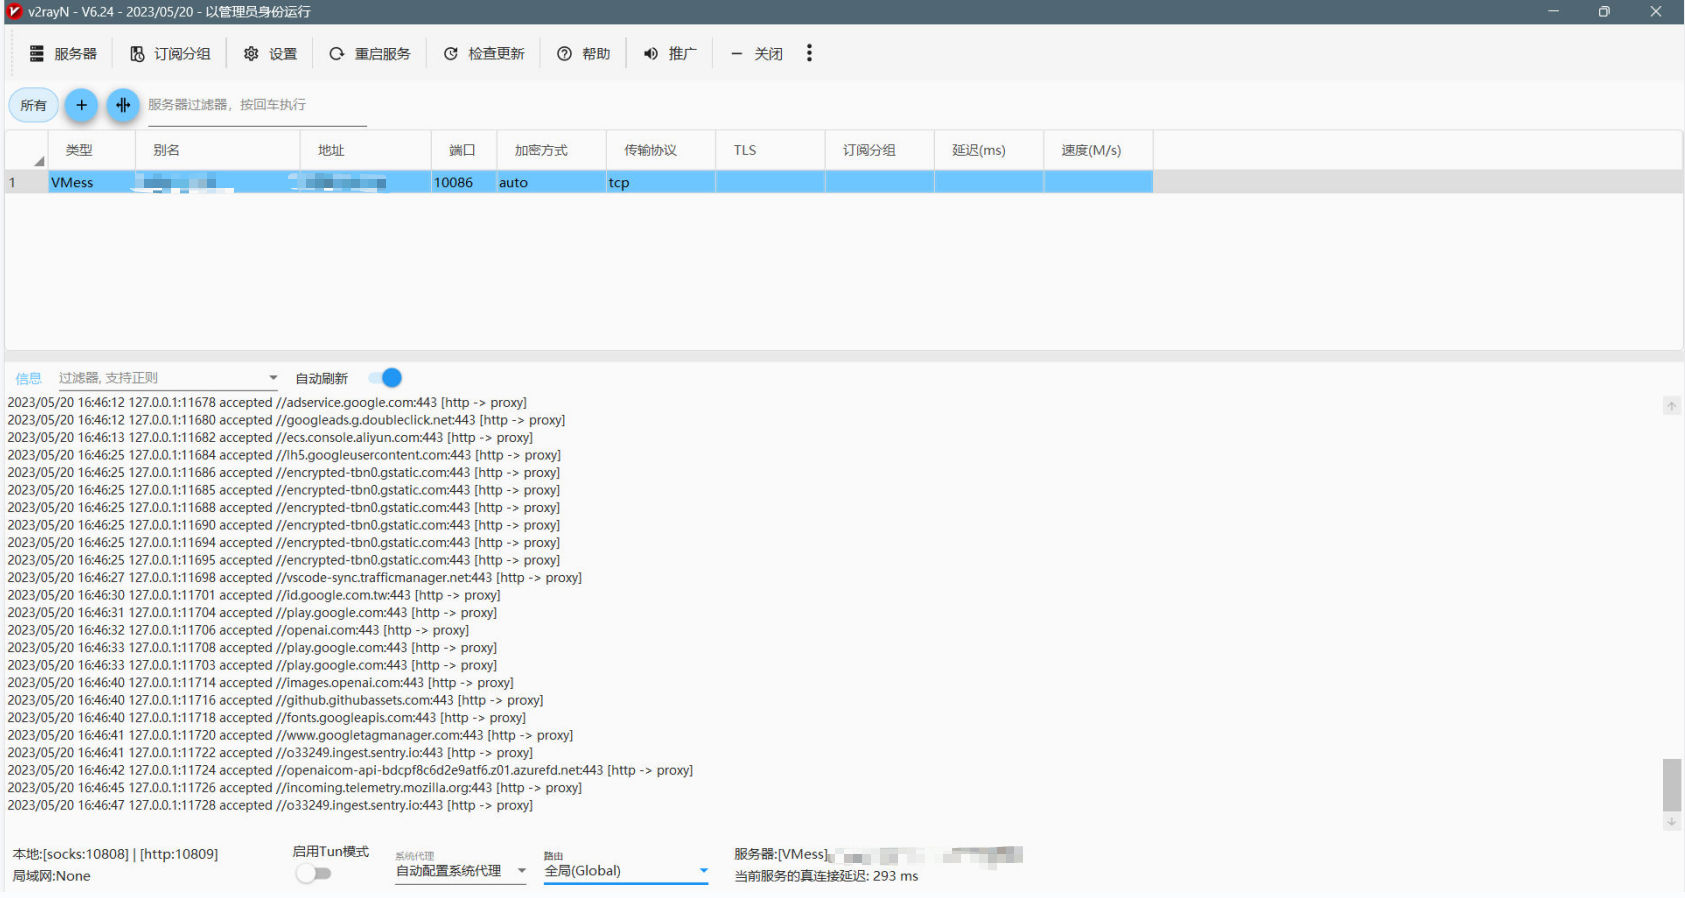 v2rayN - V6.24 - 2023/05/20 - 以管理员身份运行
服务器 订阅分组 设置 重启服务 检查更新 帮助 推广 关闭
所有 服务器过滤器，按回车执行
类型 别名 地址 端口 加密方式 传输协议 TLS 订阅分组 延迟(ms) 速度(M/s)
1 VMess 10086 auto tcp
信息 过滤器, 支持正则 自动刷新
2023/05/20 16:46:12 127.0.0.1:11678 accepted //adservice.google.com:443 [http -> proxy]
2023/05/20 16:46:12 127.0.0.1:11680 accepted //googleads.g.doubleclick.net:443 [http -> proxy]
2023/05/20 16:46:13 127.0.0.1:11682 accepted //ecs.console.aliyun.com:443 [http -> proxy]
2023/05/20 16:46:25 127.0.0.1:11684 accepted //lh5.googleusercontent.com:443 [http -> proxy]
2023/05/20 16:46:25 127.0.0.1:11686 accepted //encrypted-tbn0.gstatic.com:443 [http -> proxy]
2023/05/20 16:46:25 127.0.0.1:11685 accepted //encrypted-tbn0.gstatic.com:443 [http -> proxy]
2023/05/20 16:46:25 127.0.0.1:11688 accepted //encrypted-tbn0.gstatic.com:443 [http -> proxy]
2023/05/20 16:46:25 127.0.0.1:11690 accepted //encrypted-tbn0.gstatic.com:443 [http -> proxy]
2023/05/20 16:46:25 127.0.0.1:11694 accepted //encrypted-tbn0.gstatic.com:443 [http -> proxy]
2023/05/20 16:46:25 127.0.0.1:11695 accepted //encrypted-tbn0.gstatic.com:443 [http -> proxy]
2023/05/20 16:46:27 127.0.0.1:11698 accepted //vscode-sync.trafficmanager.net:443 [http -> proxy]
2023/05/20 16:46:30 127.0.0.1:11701 accepted //id.google.com.tw:443 [http -> proxy]
2023/05/20 16:46:31 127.0.0.1:11704 accepted //play.google.com:443 [http -> proxy]
2023/05/20 16:46:32 127.0.0.1:11706 accepted //openai.com:443 [http -> proxy]
2023/05/20 16:46:33 127.0.0.1:11708 accepted //play.google.com:443 [http -> proxy]
2023/05/20 16:46:33 127.0.0.1:11703 accepted //play.google.com:443 [http -> proxy]
2023/05/20 16:46:40 127.0.0.1:11714 accepted //images.openai.com:443 [http -> proxy]
2023/05/20 16:46:40 127.0.0.1:11716 accepted //github.githubassets.com:443 [http -> proxy]
2023/05/20 16:46:40 127.0.0.1:11718 accepted //fonts.googleapis.com:443 [http -> proxy]
2023/05/20 16:46:41 127.0.0.1:11720 accepted //www.googletagmanager.com:443 [http -> proxy]
2023/05/20 16:46:41 127.0.0.1:11722 accepted //o33249.ingest.sentry.io:443 [http -> proxy]
2023/05/20 16:46:42 127.0.0.1:11724 accepted //openaicom-api-bdcpf8c6d2e9atf6.z01.azurefd.net:443 [http -> proxy]
2023/05/20 16:46:45 127.0.0.1:11726 accepted //incoming.telemetry.mozilla.org:443 [http -> proxy]
2023/05/20 16:46:47 127.0.0.1:11728 accepted //o33249.ingest.sentry.io:443 [http -> proxy]
本地:[socks:10808] | [http:10809]
局域网:None
启用Tun模式
系统代理
自动配置系统代理
路由
全局(Global)
服务器:[VMess]
当前服务的真连接延迟: 293 ms